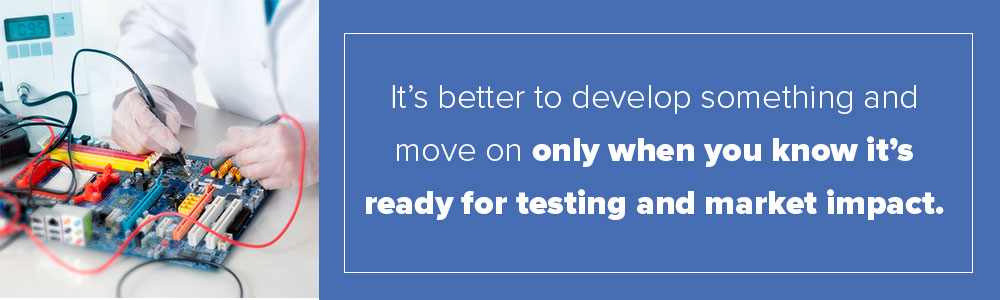 It's better to develop something and
move on only when you know it's
ready for testing and market impact.